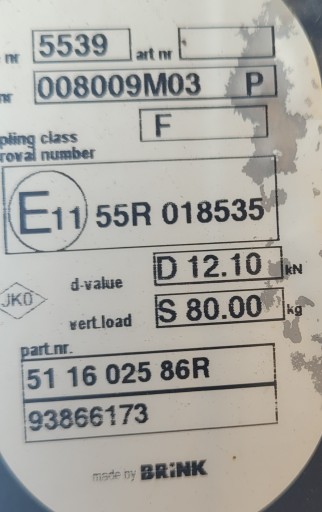 nr 5539 art nr
nr 008009M03 P
pling class F
roval number
E11 55R 018535
d-value D 12.10 kN
JKO
vert.load S 80.00 kg
part.nr.
51 16 025 86R
93866173
made by BRINK